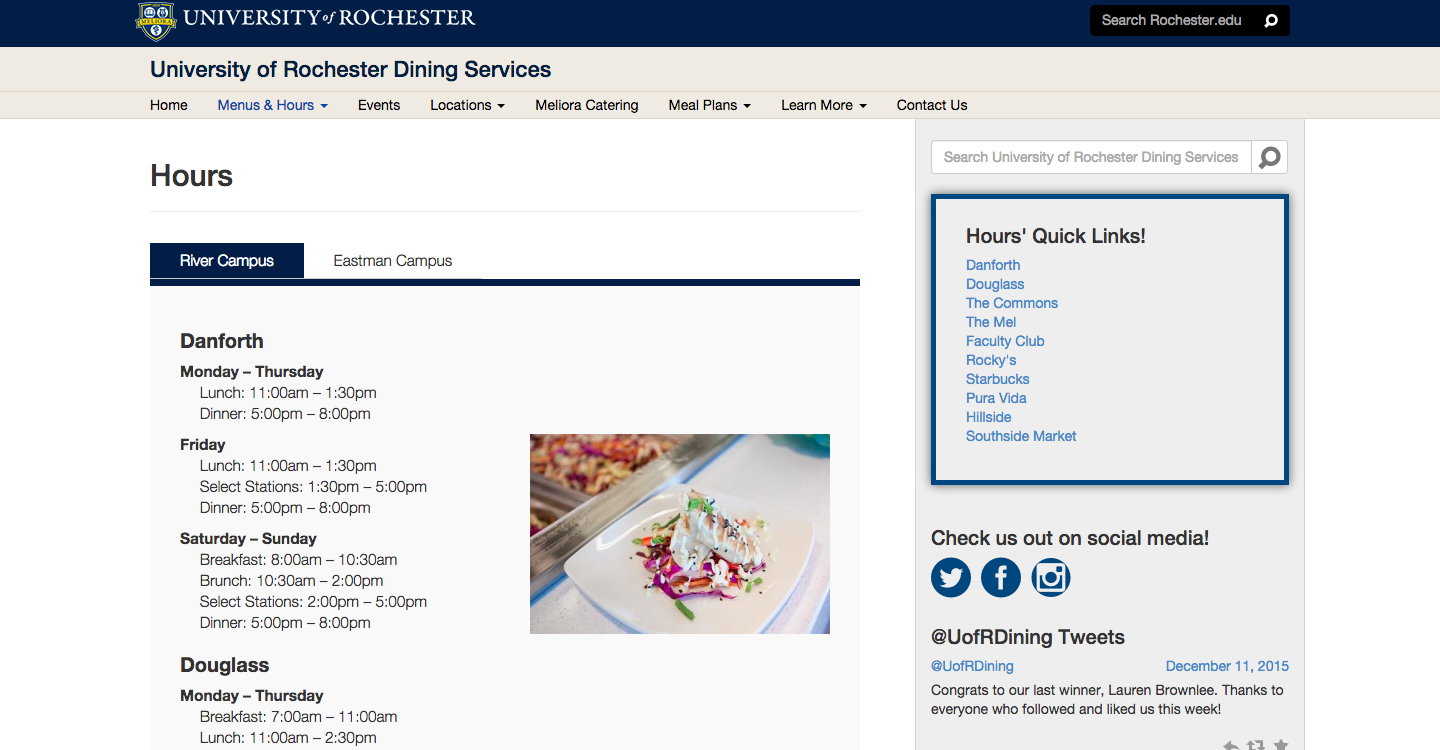 UNIVERSITY of ROCHESTER
Search Rochester.edu
University of Rochester Dining Services
Home Menus & Hours Events Locations Meliora Catering Meal Plans Learn More Contact Us
Hours
River Campus Eastman Campus
Danforth
Monday – Thursday
Lunch: 11:00am – 1:30pm
Dinner: 5:00pm – 8:00pm
Friday
Lunch: 11:00am – 1:30pm
Select Stations: 1:30pm – 5:00pm
Dinner: 5:00pm – 8:00pm
Saturday – Sunday
Breakfast: 8:00am – 10:30am
Brunch: 10:30am – 2:00pm
Select Stations: 2:00pm – 5:00pm
Dinner: 5:00pm – 8:00pm
Douglass
Monday – Thursday
Breakfast: 7:00am – 11:00am
Lunch: 11:00am – 2:30pm
Search University of Rochester Dining Services
Hours' Quick Links!
Danforth
Douglass
The Commons
The Mel
Faculty Club
Rocky's
Starbucks
Pura Vida
Hillside
Southside Market
Check us out on social media!
@UofRDining Tweets
@UofRDining December 11, 2015
Congrats to our last winner, Lauren Brownlee. Thanks to
everyone who followed and liked us this week!